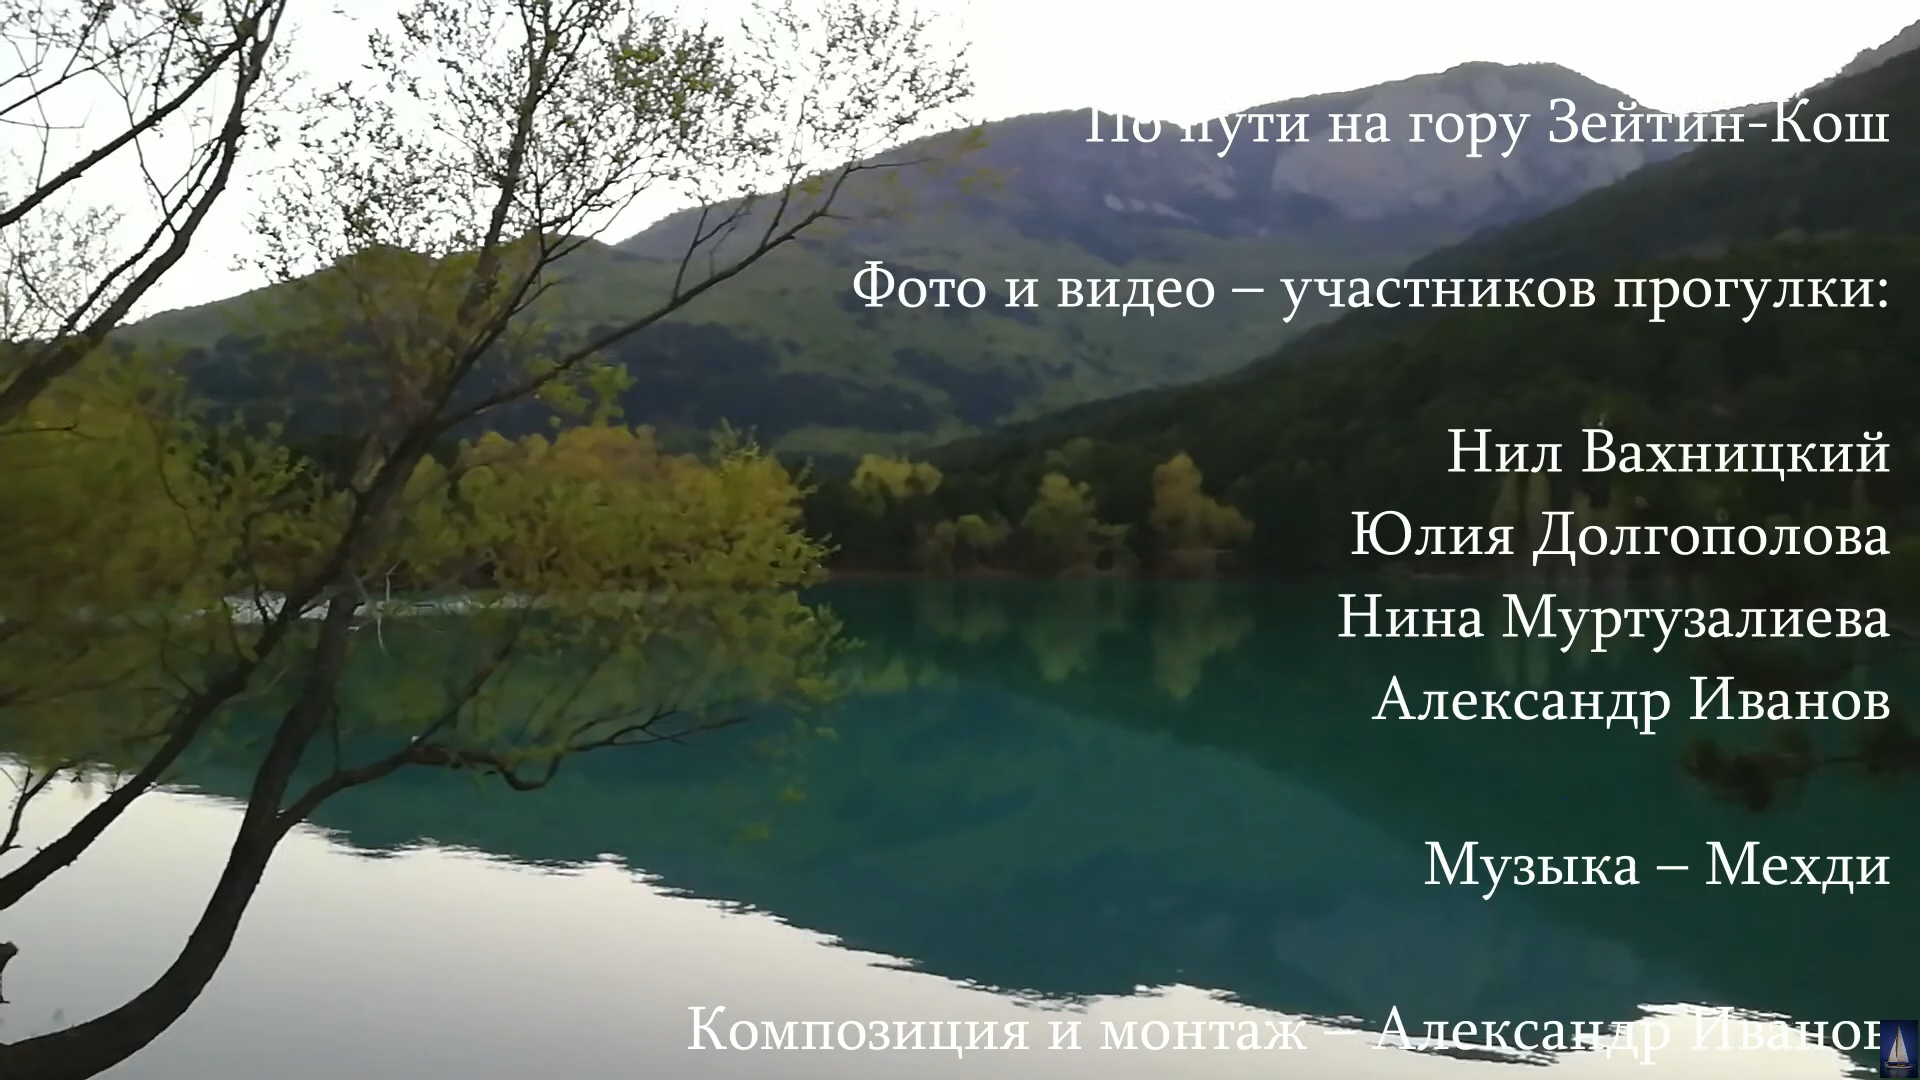 По пути на гору Зейтин-Кош
Фото и видео – участников прогулки:
Нил Вахницкий
Юлия Долгополова
Нина Муртузалиева
Александр Иванов
Музыка – Мехди
Композиция и монтаж – Александр Иванов